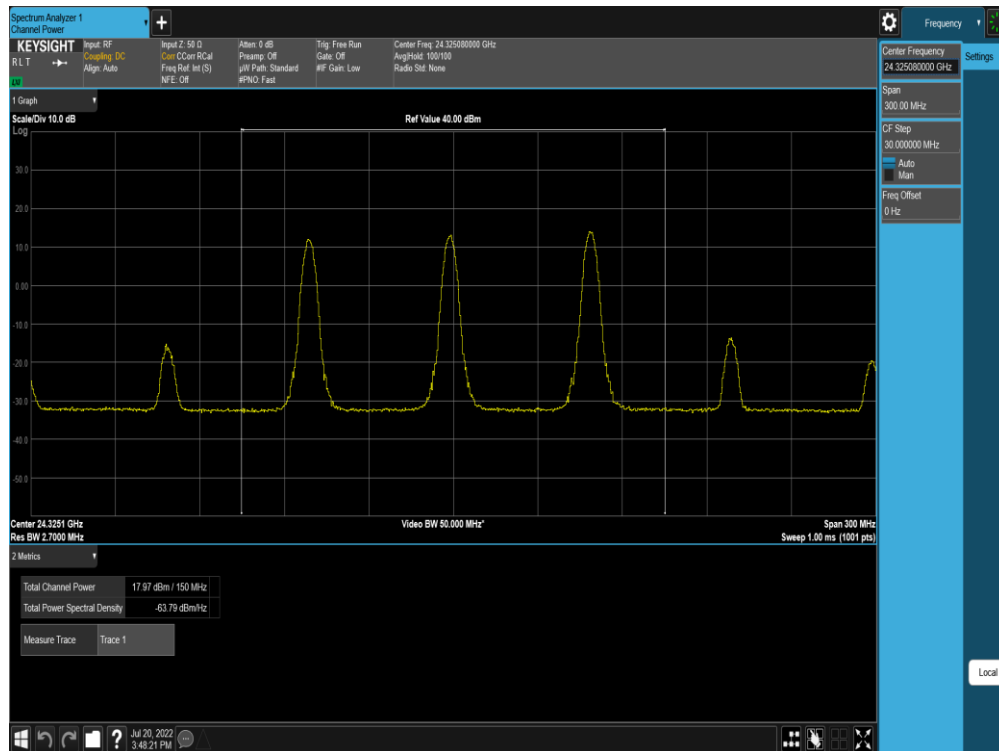 Spectrum Analyzer 1
Channel Power
Frequency
KEYSIGHT
R L T
LXI
Input: RF
Coupling: DC
Align: Auto
Input Z: 50 Ω
Corr CCorr RCal
Freq Ref: Int (S)
NFE: Off
Atten: 0 dB
Preamp: Off
µW Path: Standard
#PNO: Fast
Trig: Free Run
Gate: Off
#IF Gain: Low
Center Freq: 24.325080000 GHz
Avg|Hold: 100/100
Radio Std: None
Center Frequency
24.325080000 GHz
Settings
Span
300.00 MHz
CF Step
30.000000 MHz
Auto
Man
Freq Offset
0 Hz
1 Graph
Scale/Div 10.0 dB
Ref Value 40.00 dBm
Log
30.0
20.0
10.0
0.00
-10.0
-20.0
-30.0
-40.0
-50.0
Center 24.3251 GHz
Video BW 50.000 MHz*
Span 300 MHz
Res BW 2.7000 MHz
Sweep 1.00 ms (1001 pts)
2 Metrics
Total Channel Power 17.97 dBm / 150 MHz
Total Power Spectral Density -63.79 dBm/Hz
Measure Trace Trace 1
Local
Jul 20, 2022
3:48:21 PM